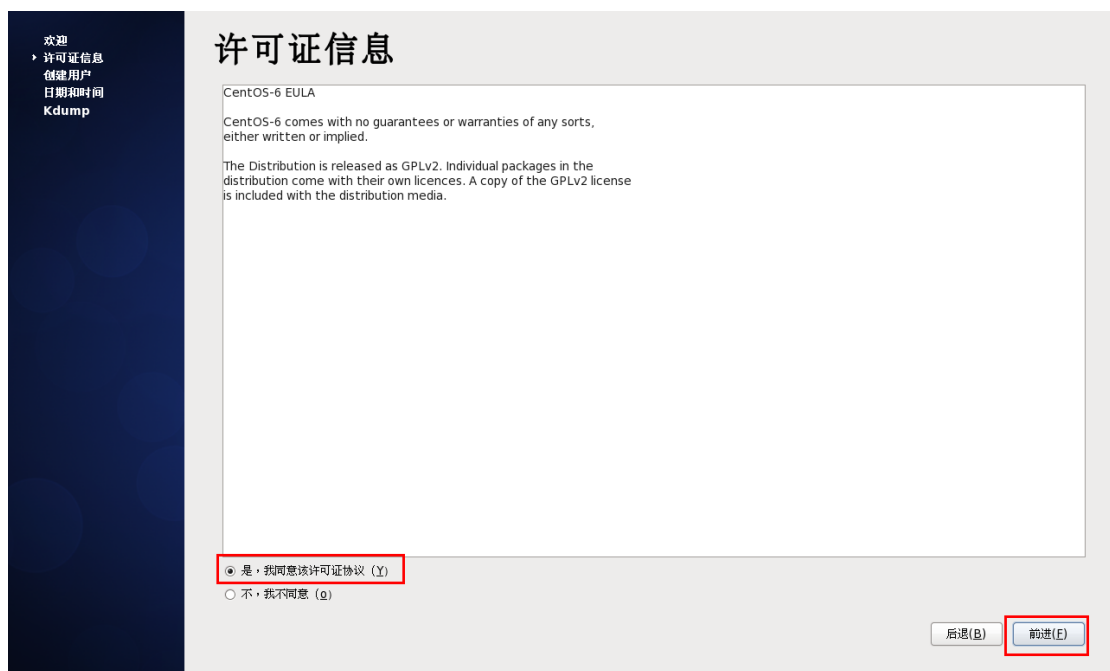 欢迎
许可证信息
创建用户
日期和时间
Kdump
许可证信息
CentOS-6 EULA
CentOS-6 comes with no guarantees or warranties of any sorts,
either written or implied.
The Distribution is released as GPLv2. Individual packages in the
distribution come with their own licences. A copy of the GPLv2 license
is included with the distribution media.
是，我同意该许可证协议（Y）
不，我不同意（o）
后退(B)
前进(F)